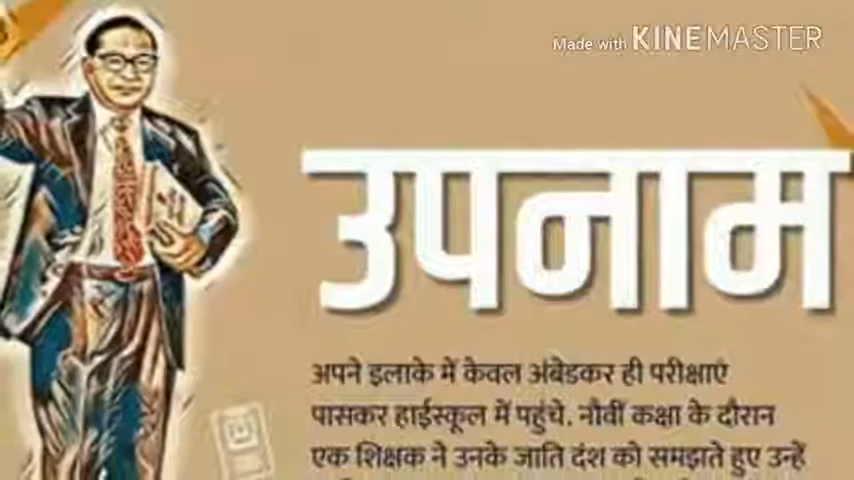 Made with KINEMASTER
उपनाम
अपने इलाके में केवल अंबेडकर ही परीक्षाएं
पासकर हाईस्कूल में पहुंचे. नौवीं कक्षा के दौरान
एक शिक्षक ने उनके जाति दंश को समझते हुए उन्हें